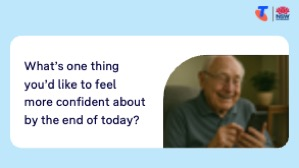 What's one thing
you'd like to feel
more confident about
by the end of today?